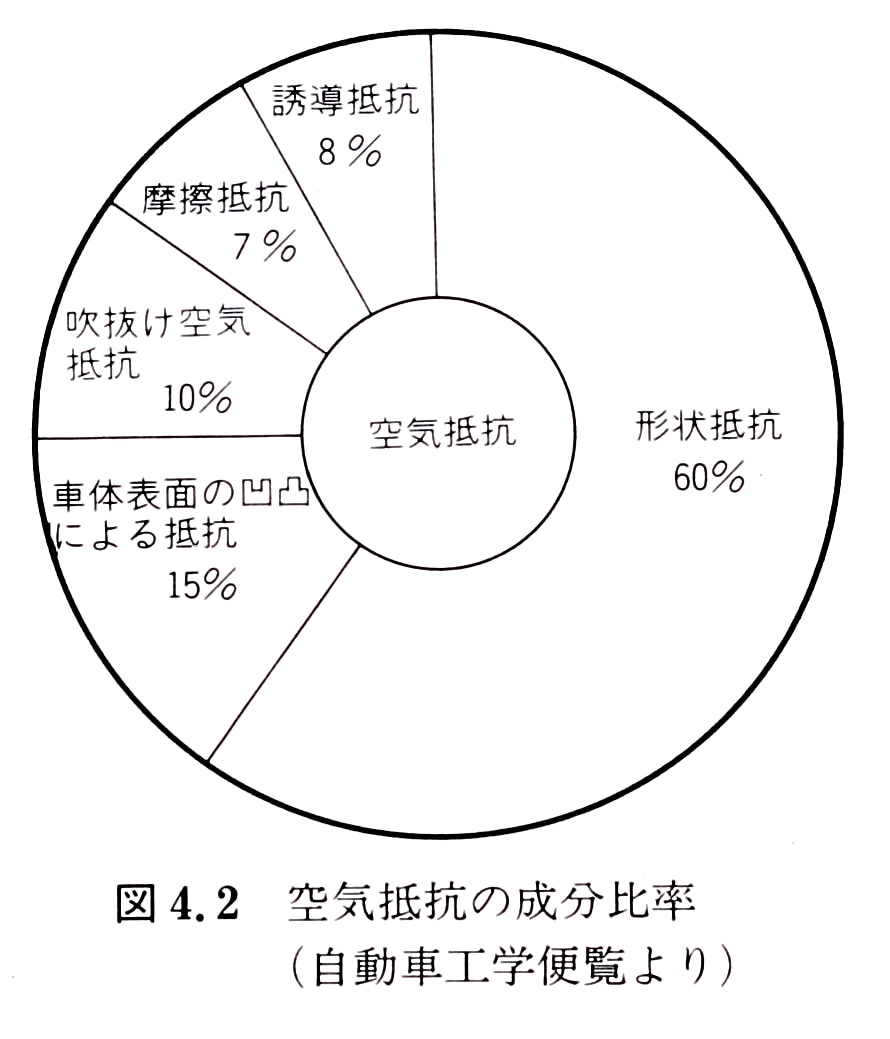 誘導抵抗
8%
摩擦抵抗
7%
吹抜け空気
抵抗
10%
空気抵抗
形状抵抗
60%
車体表面の凹凸
による抵抗
15%
図4.2 空気抵抗の成分比率
(自動車工学便覧より)